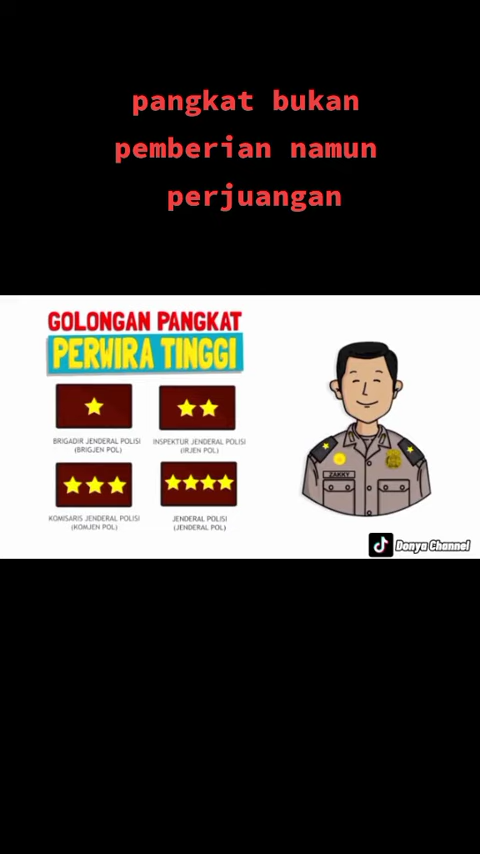 pangkat bukan
pemberian namun
perjuangan
GOLONGAN PANGKAT
PERWIRA TINGGI
BRIGADIR JENDERAL POLISI
(BRIGJEN POL)
INSPEKTUR JENDERAL POLISI
(IRJEN POL)
KOMISARIS JENDERAL POLISI
(KOMJEN POL)
JENDERAL POLISI
(JENDERAL POL)
ZAKKY
Donya Channel